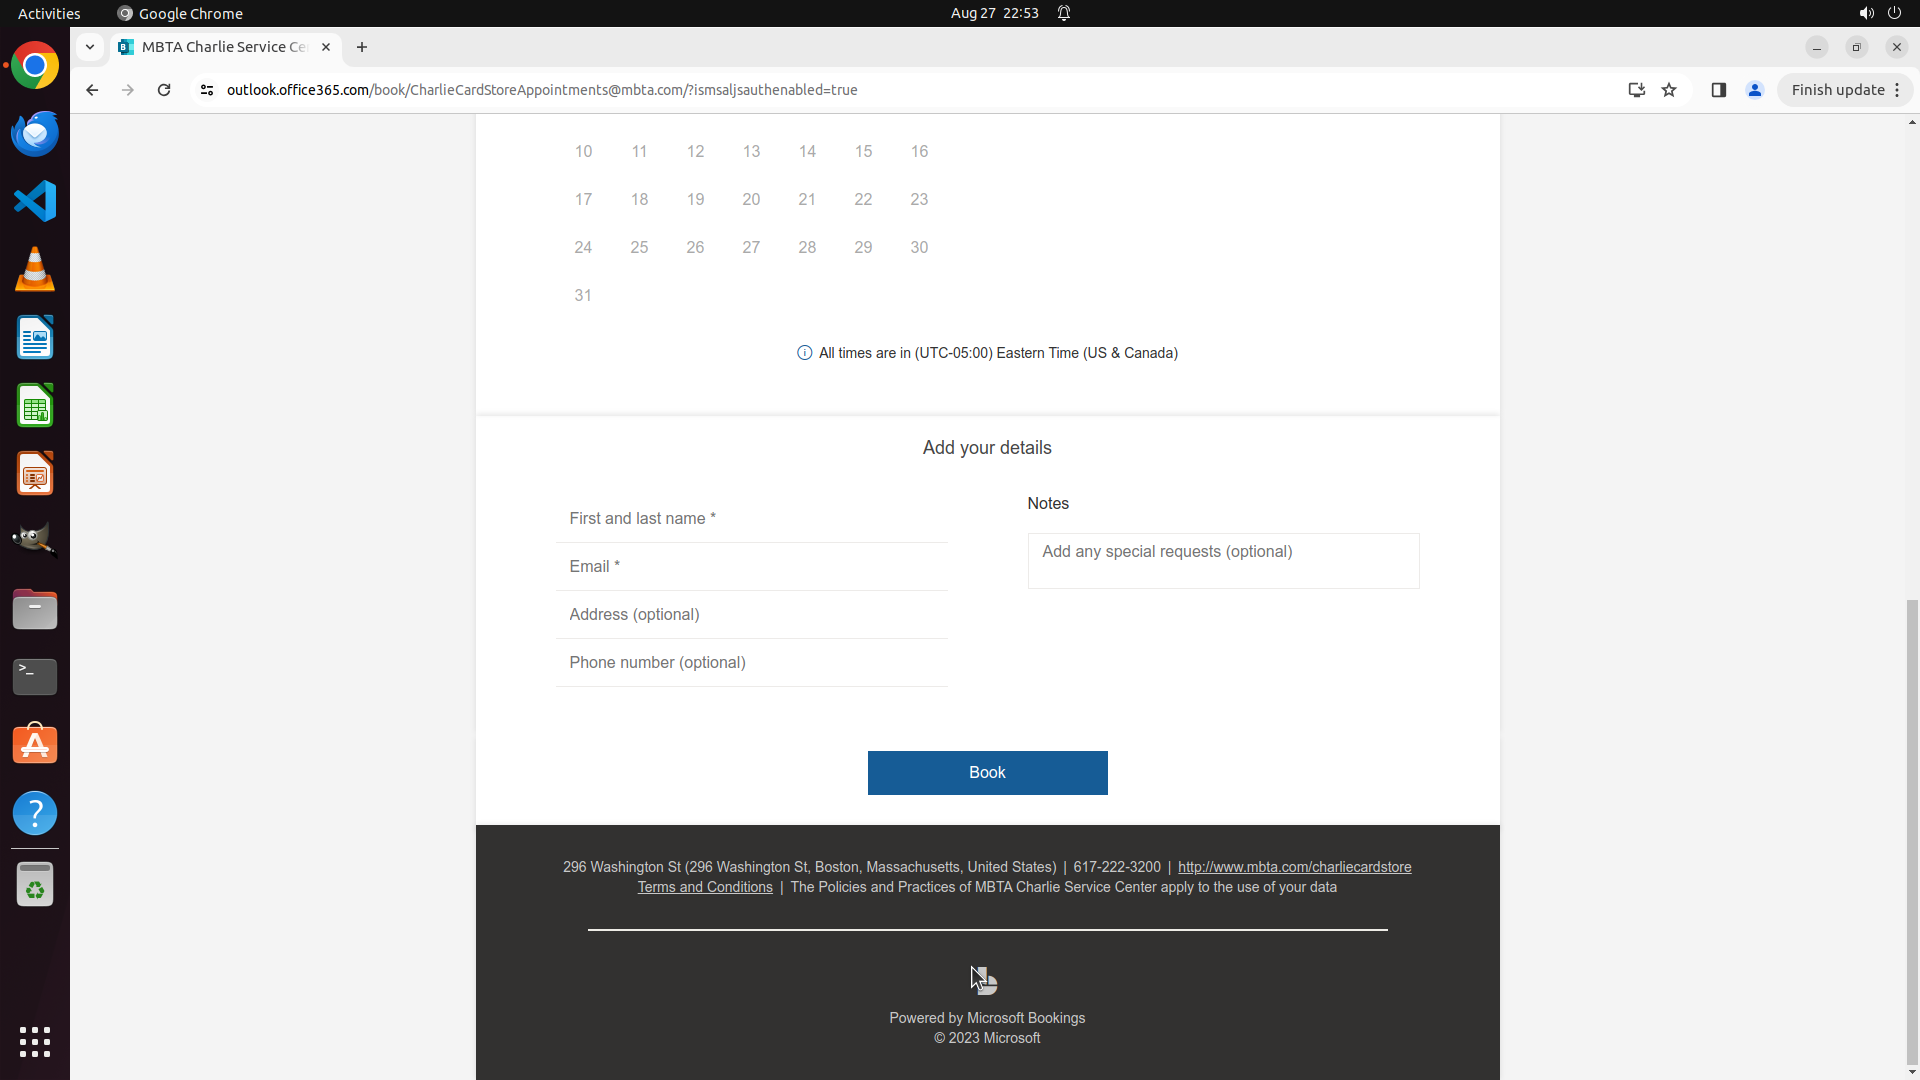 Activities
Google Chrome
Aug 27 22:53
MBTA Charlie Service Ce
outlook.office365.com/book/CharlieCardStoreAppointments@mbta.com/?ismsaljsauthenabled=true
Finish update
10 11 12 13 14 15 16
17 18 19 20 21 22 23
24 25 26 27 28 29 30
31
All times are in (UTC-05:00) Eastern Time (US & Canada)
Add your details
First and last name *
Email *
Address (optional)
Phone number (optional)
Notes
Add any special requests (optional)
Book
296 Washington St (296 Washington St, Boston, Massachusetts, United States) | 617-222-3200 | http://www.mbta.com/charliecardstore
Terms and Conditions | The Policies and Practices of MBTA Charlie Service Center apply to the use of your data
Powered by Microsoft Bookings
© 2023 Microsoft